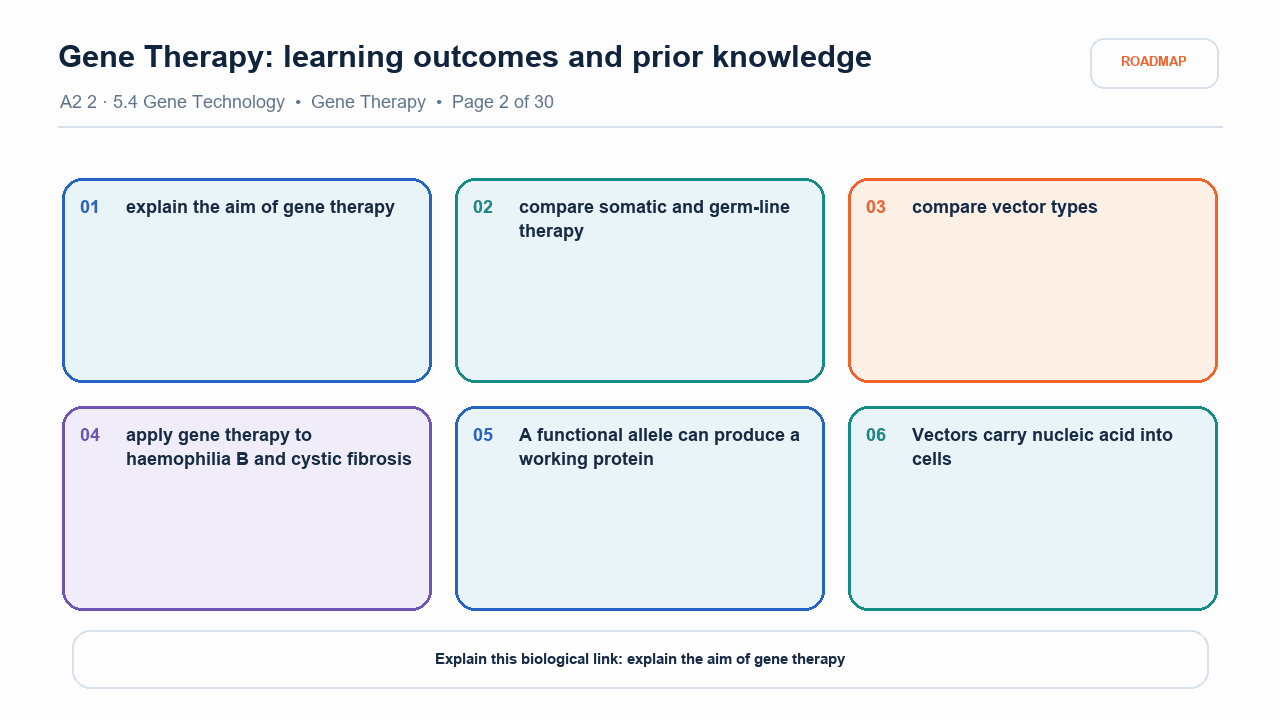 Gene Therapy: learning outcomes and prior knowledge
ROADMAP
A2 2 · 5.4 Gene Technology • Gene Therapy • Page 2 of 30
01 explain the aim of gene therapy
02 compare somatic and germ-line
therapy
03 compare vector types
04 apply gene therapy to
haemophilia B and cystic fibrosis
05 A functional allele can produce a
working protein
06 Vectors carry nucleic acid into
cells
Explain this biological link: explain the aim of gene therapy